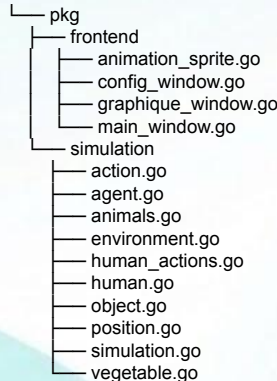 └── pkg
├── frontend
│ ├── animation_sprite.go
│ ├── config_window.go
│ ├── graphique_window.go
│ └── main_window.go
└── simulation
├── action.go
├── agent.go
├── animals.go
├── environment.go
├── human_actions.go
├── human.go
├── object.go
├── position.go
├── simulation.go
└── vegetable.go